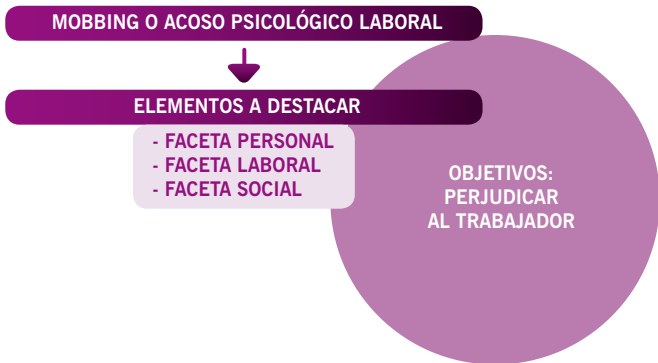 MOBBING O ACOSO PSICOLÓGICO LABORAL
ELEMENTOS A DESTACAR
- FACETA PERSONAL
- FACETA LABORAL
- FACETA SOCIAL
OBJETIVOS:
PERJUDICAR
AL TRABAJADOR